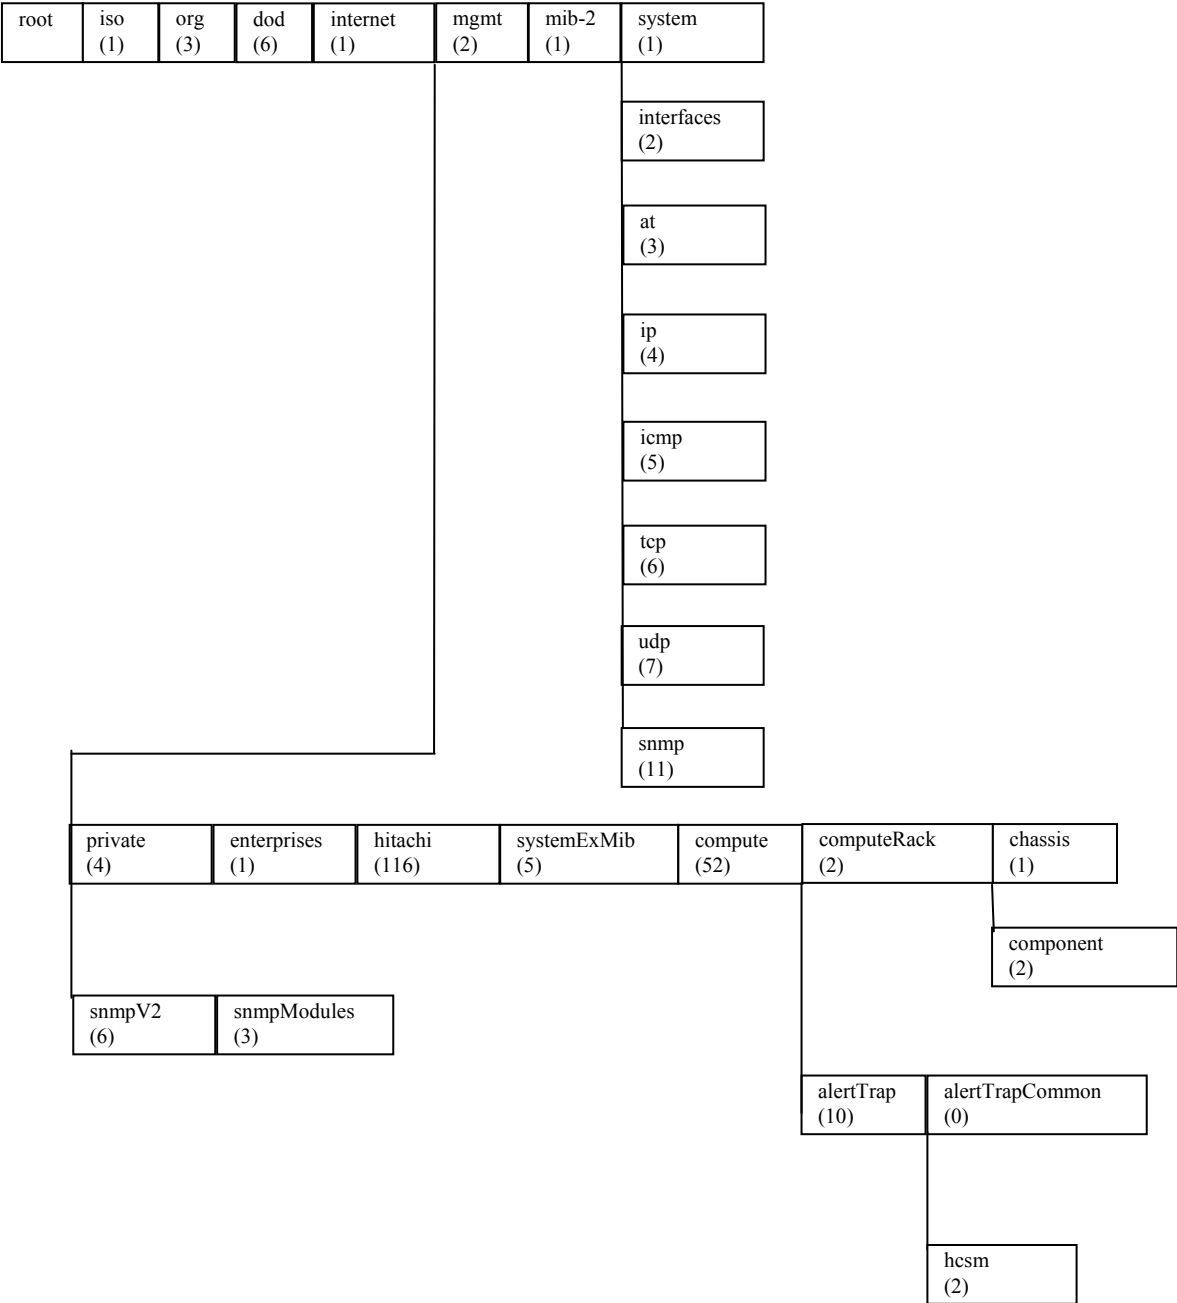 root
iso
(1)
org
(3)
dod
(6)
internet
(1)
mgmt
(2)
mib-2
(1)
system
(1)
interfaces
(2)
at
(3)
ip
(4)
icmp
(5)
tcp
(6)
udp
(7)
snmp
(11)
private
(4)
enterprises
(1)
hitachi
(116)
systemExMib
(5)
compute
(52)
computeRack
(2)
chassis
(1)
component
(2)
snmpV2
(6)
snmpModules
(3)
alertTrap
(10)
alertTrapCommon
(0)
hcsm
(2)